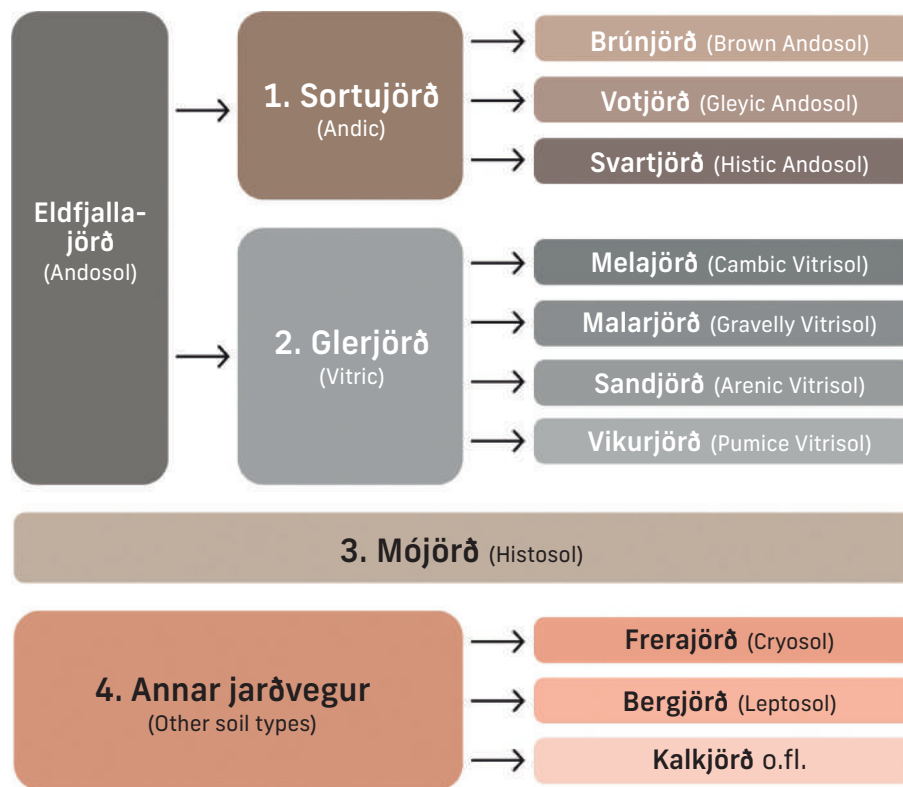 Eldfjalla-
jörð
(Andosol)
1. Sortujörð
(Andic)
Brúnjörð (Brown Andosol)
Votjörð (Gleyic Andosol)
Svartjörð (Histic Andosol)
2. Glerjörð
(Vitric)
Melajörð (Cambic Vitrisol)
Malarjörð (Gravelly Vitrisol)
Sandjörð (Arenic Vitrisol)
Vikurjörð (Pumice Vitrisol)
3. Mójörð (Histosol)
4. Annar jarðvegur
(Other soil types)
Frerajörð (Cryosol)
Bergjörð (Leptosol)
Kalkjörð o.fl.